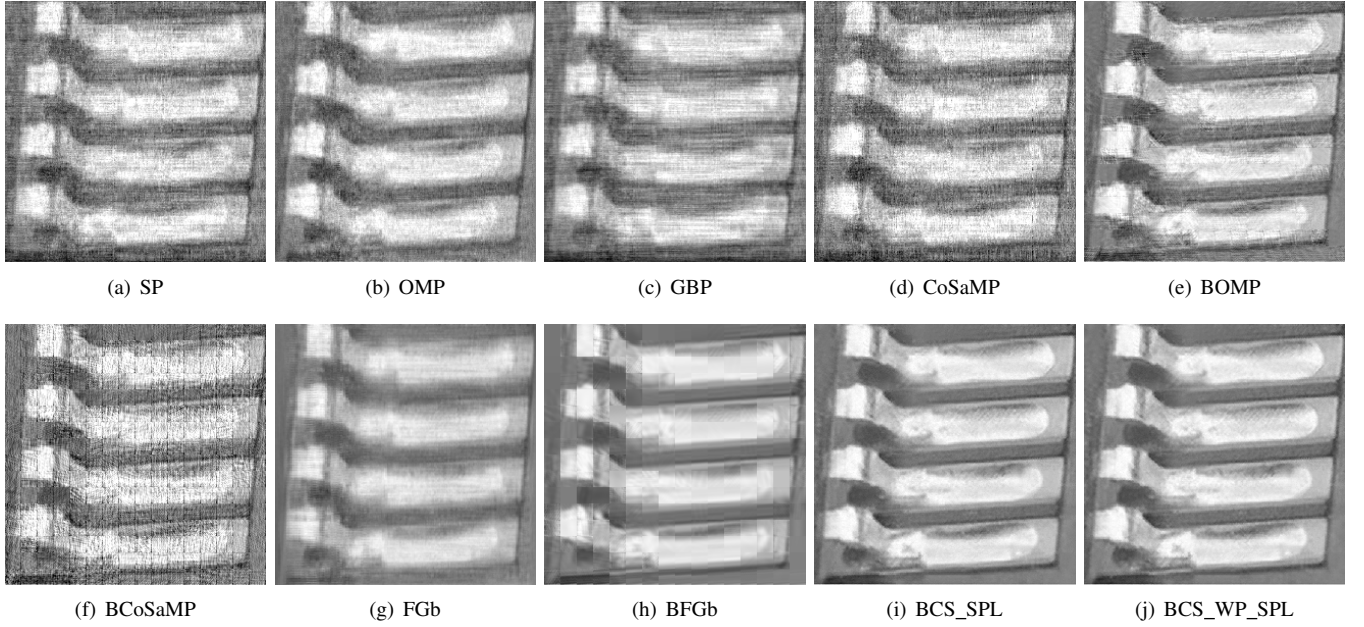 (a) SP (b) OMP (c) GBP (d) CoSaMP (e) BOMP
(f) BCoSaMP (g) FGb (h) BFGb (i) BCS_SPL (j) BCS_WP_SPL